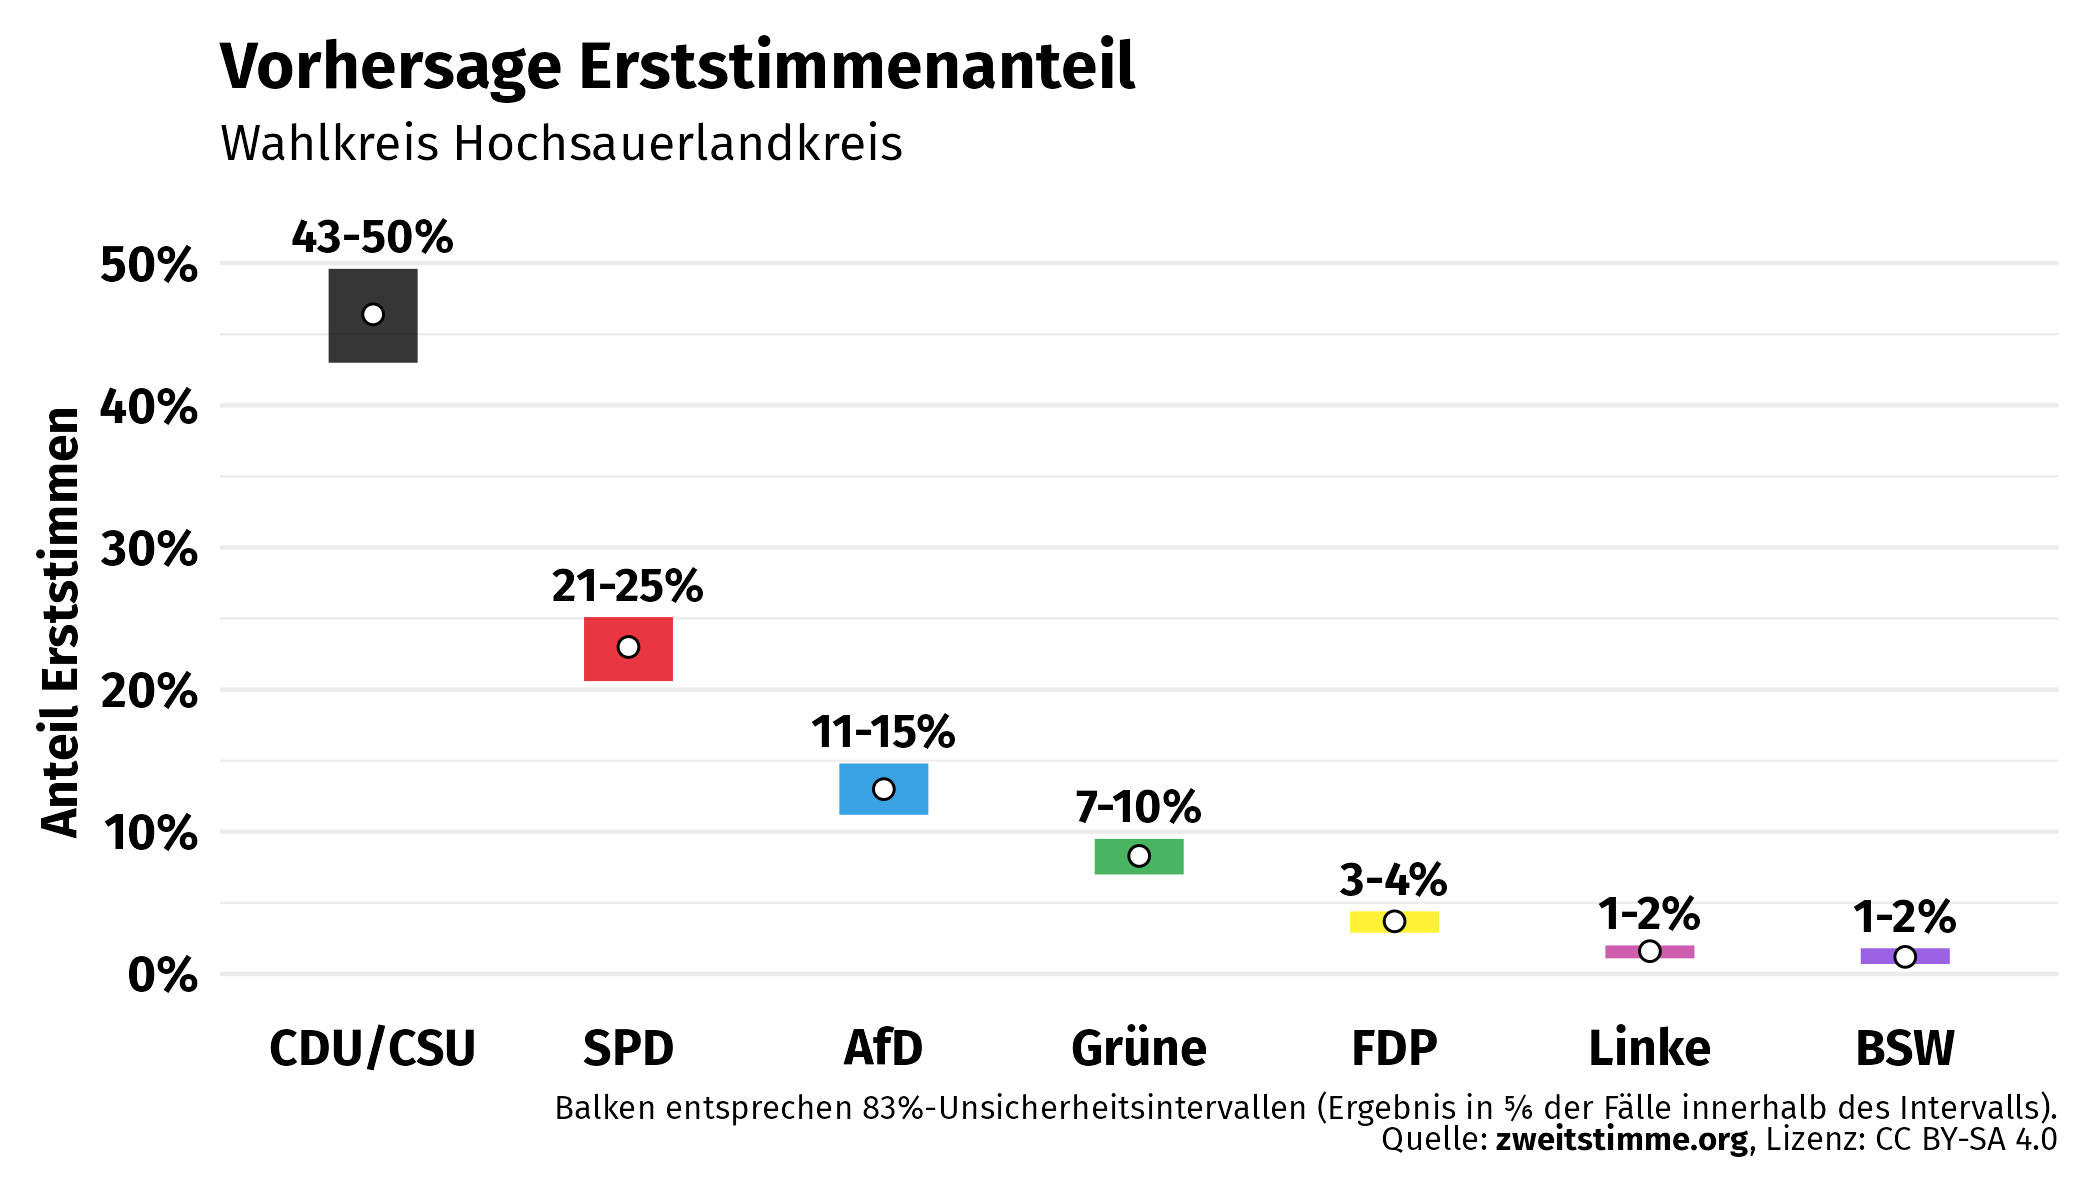 Vorhersage Erststimmenanteil
Wahlkreis Hochsauerlandkreis
Anteil Erststimmen
50%
40%
30%
20%
10%
0%
43-50%
21-25%
11-15%
7-10%
3-4%
1-2%
1-2%
CDU/CSU
SPD
AfD
Grüne
FDP
Linke
BSW
Balken entsprechen 83%-Unsicherheitsintervallen (Ergebnis in ⅚ der Fälle innerhalb des Intervalls).
Quelle: zweitstimme.org, Lizenz: CC BY-SA 4.0